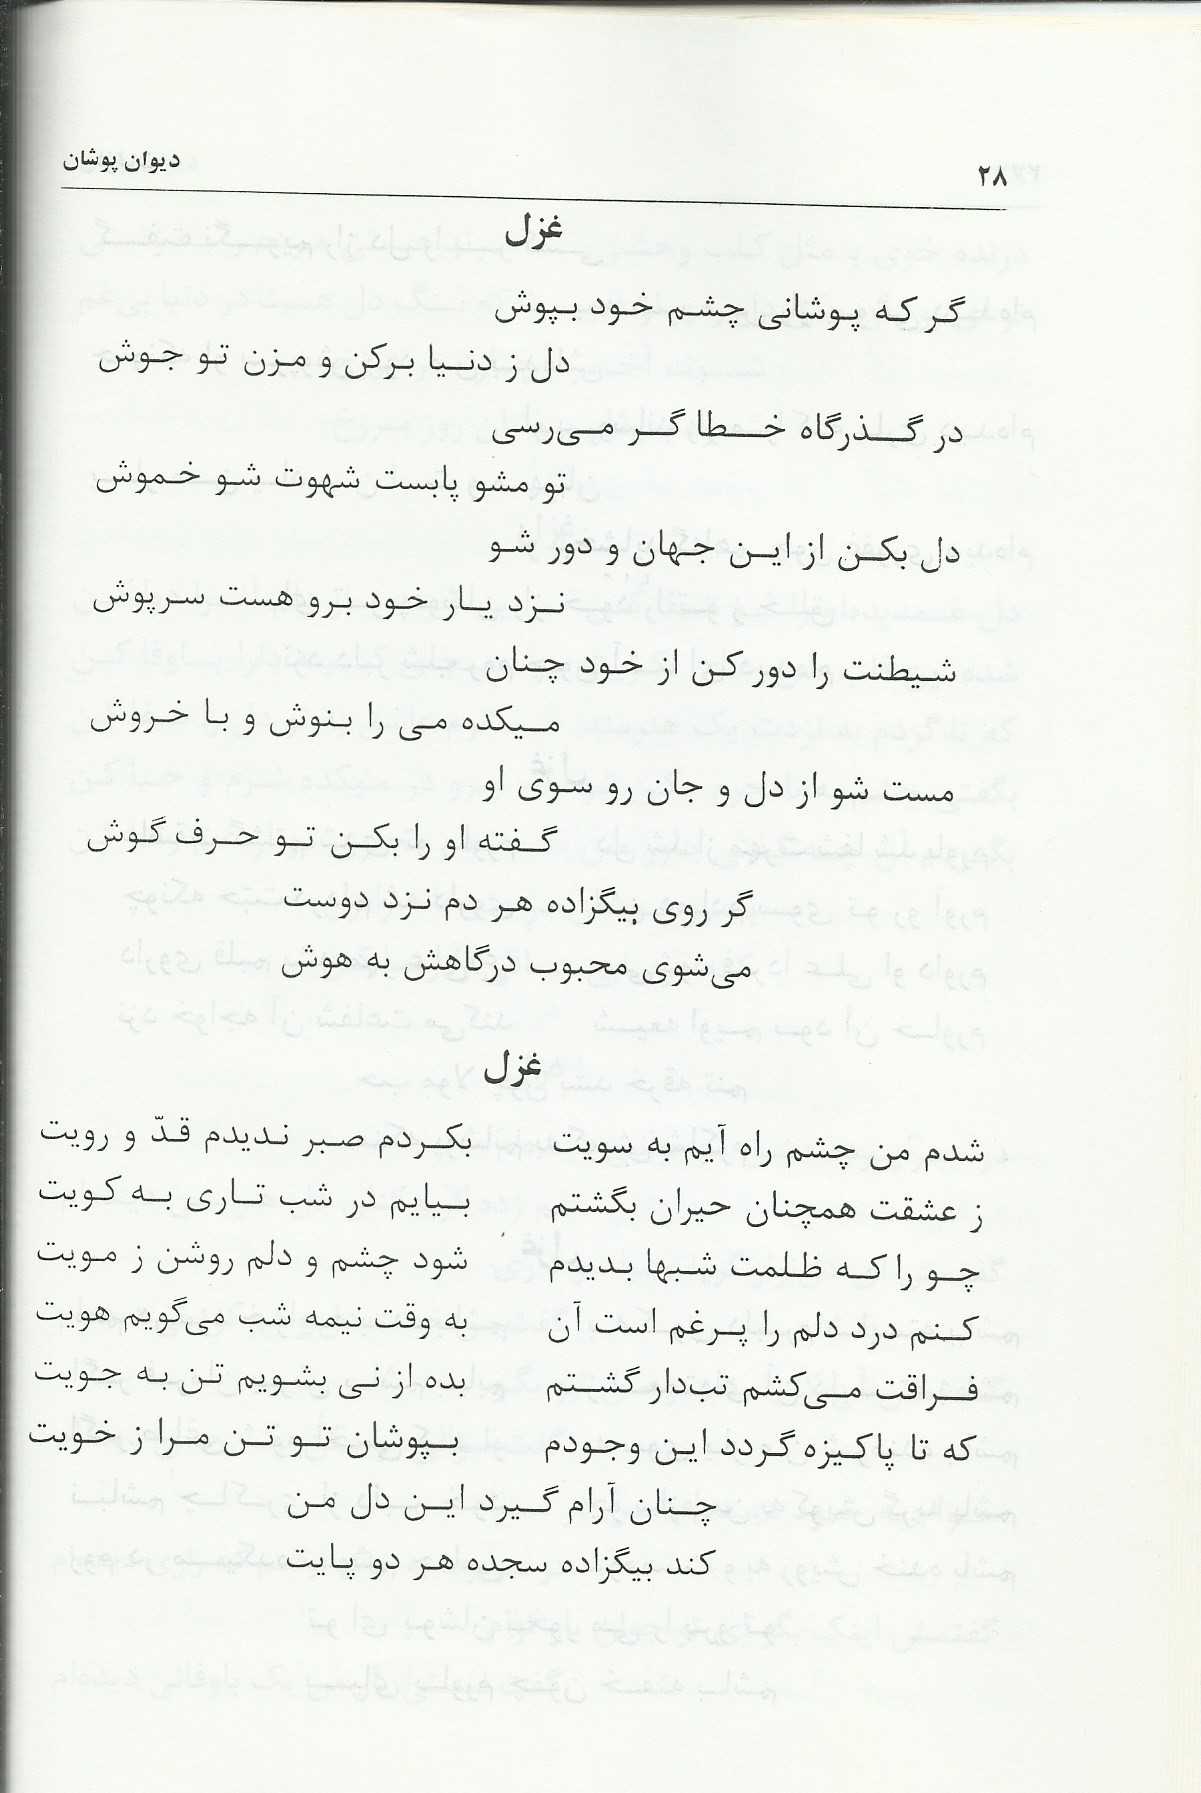 ۲۸
دیوان پوشان
غزل
گر که پوشانی چشم خود بپوش
دل ز دنیا برکن و مزن تو جوش
در گذرگاه خطا گر می‌رسی
تو مشو پابست شهوت شو خموش
دل بکن از این جهان و دور شو
نزد یار خود برو هست سرپوش
شیطنت را دور کن از خود چنان
میکده می را بنوش و با خروش
مست شو از دل و جان رو سوی او
گفته او را بکن تو حرف گوش
گر روی بیگزاده هر دم نزد دوست
می‌شوی محبوب درگاهش به هوش
غزل
شدم من چشم راه آیم به سویت بکردم صبر ندیدم قدّ و رویت
ز عشقت همچنان حیران بگشتم بیایم در شب تاری به کویت
چو را که ظلمت شبها بدیدم شود چشم و دلم روشن ز مویت
کنم درد دلم را پرغم است آن به وقت نیمه شب می‌گویم هویت
فراقت می‌کشم تب‌دار گشتم بده از نی بشویم تن به جویت
که تا پاکیزه گردد این وجودم بپوشان تو تن مرا ز خویت
چنان آرام گیرد این دل من
کند بیگزاده سجده هر دو پایت